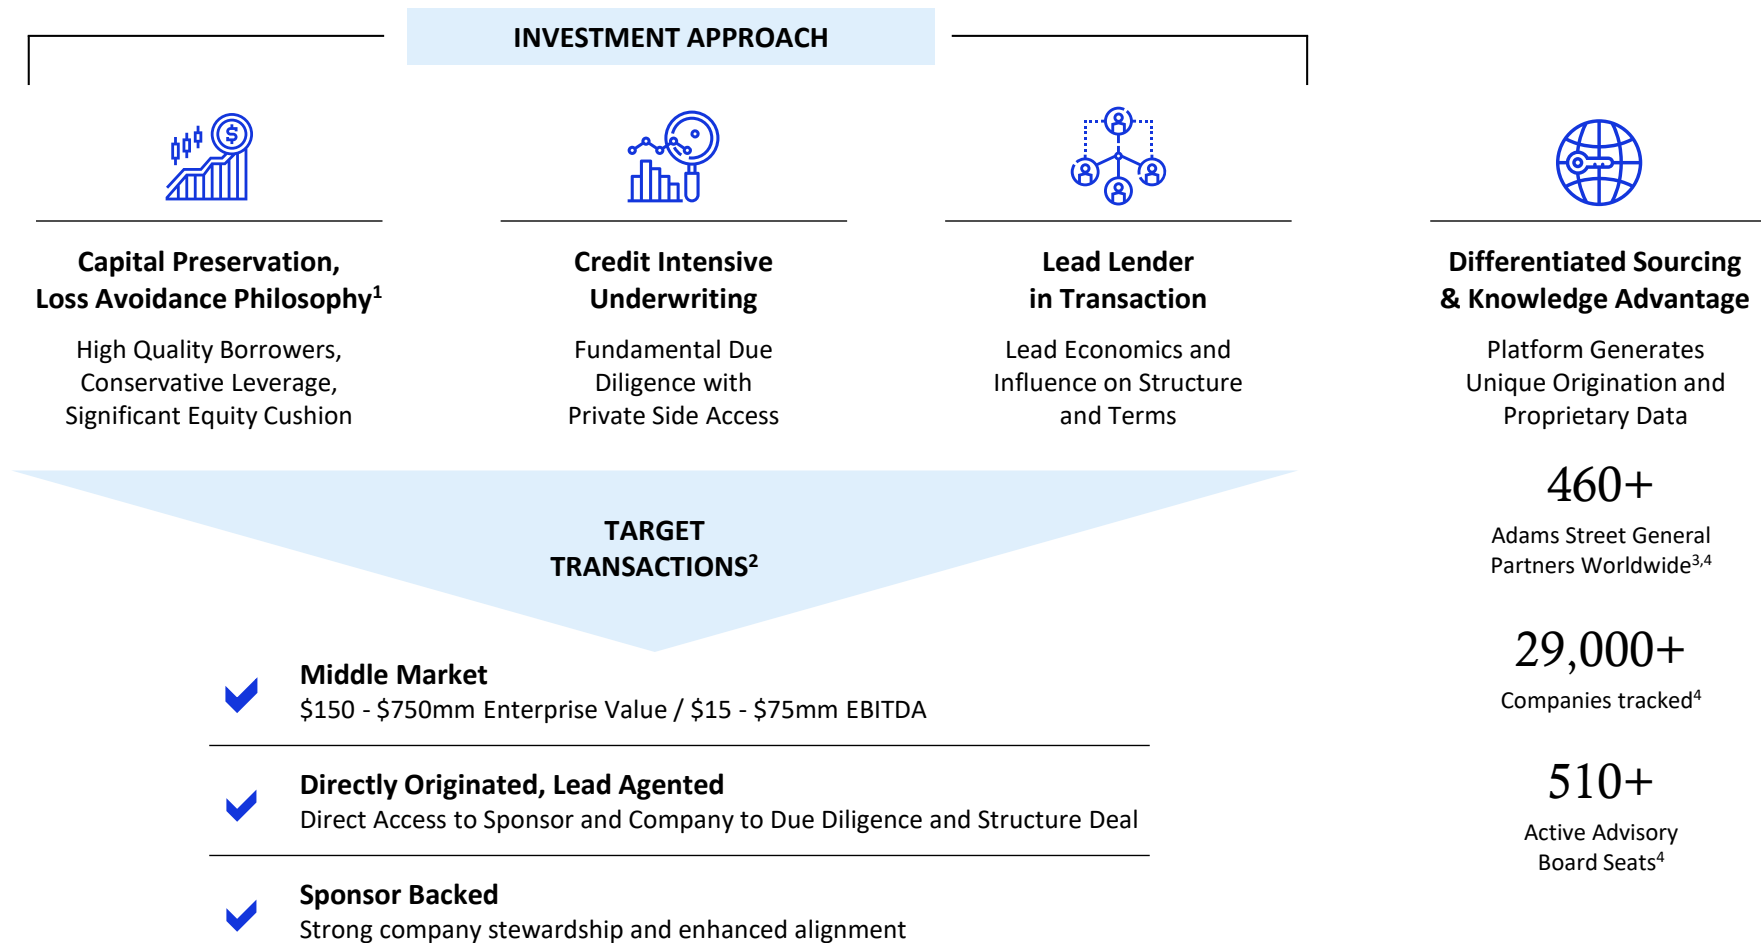 INVESTMENT APPROACH
Capital Preservation,
Loss Avoidance Philosophy¹
High Quality Borrowers,
Conservative Leverage,
Significant Equity Cushion
Credit Intensive
Underwriting
Fundamental Due
Diligence with
Private Side Access
Lead Lender
in Transaction
Lead Economics and
Influence on Structure
and Terms
Differentiated Sourcing
& Knowledge Advantage
Platform Generates
Unique Origination and
Proprietary Data
460+
Adams Street General
Partners Worldwide³,⁴
29,000+
Companies tracked⁴
510+
Active Advisory
Board Seats⁴
TARGET
TRANSACTIONS²
Middle Market
$150 - $750mm Enterprise Value / $15 - $75mm EBITDA
Directly Originated, Lead Agented
Direct Access to Sponsor and Company to Due Diligence and Structure Deal
Sponsor Backed
Strong company stewardship and enhanced alignment